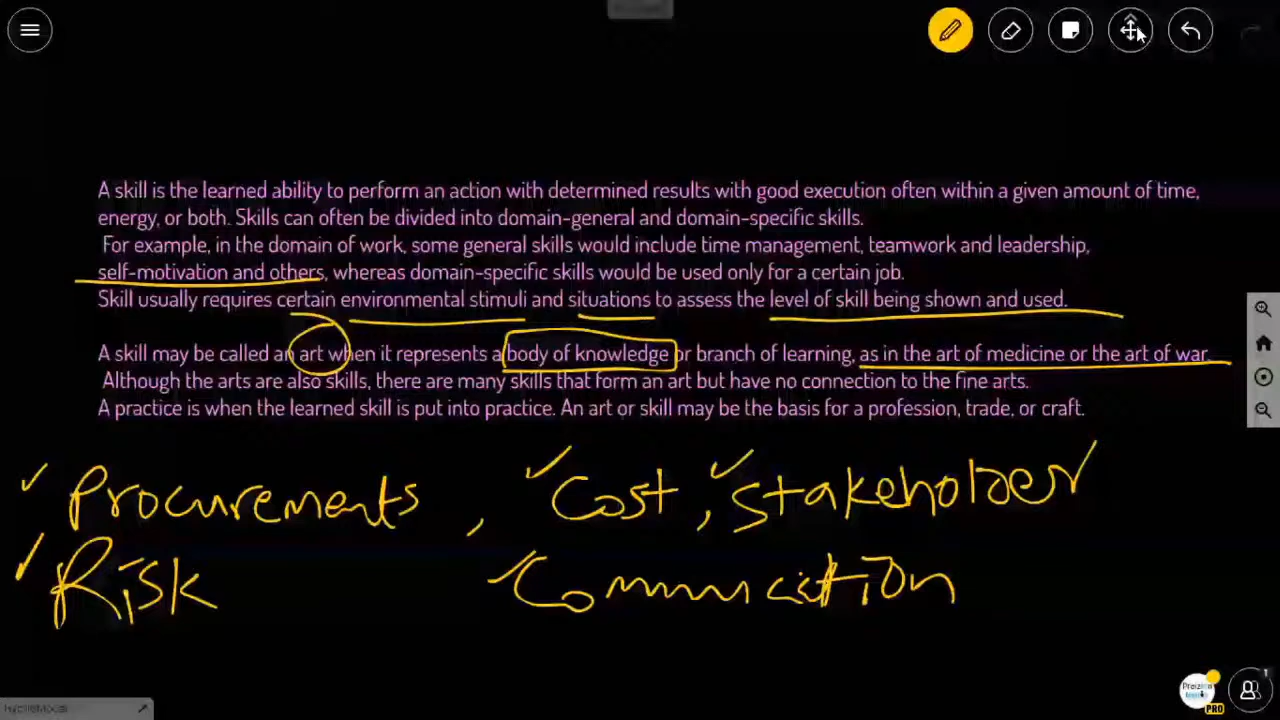 A skill is the learned ability to perform an action with determined results with good execution often within a given amount of time,
energy, or both. Skills can often be divided into domain-general and domain-specific skills.
For example, in the domain of work, some general skills would include time management, teamwork and leadership,
self-motivation and others, whereas domain-specific skills would be used only for a certain job.
Skill usually requires certain environmental stimuli and situations to assess the level of skill being shown and used.
A skill may be called an art when it represents a body of knowledge or branch of learning, as in the art of medicine or the art of war.
Although the arts are also skills, there are many skills that form an art but have no connection to the fine arts.
A practice is when the learned skill is put into practice. An art or skill may be the basis for a profession, trade, or craft.
Procurements, Cost, Stakeholder
Risk Communication
1
PRO